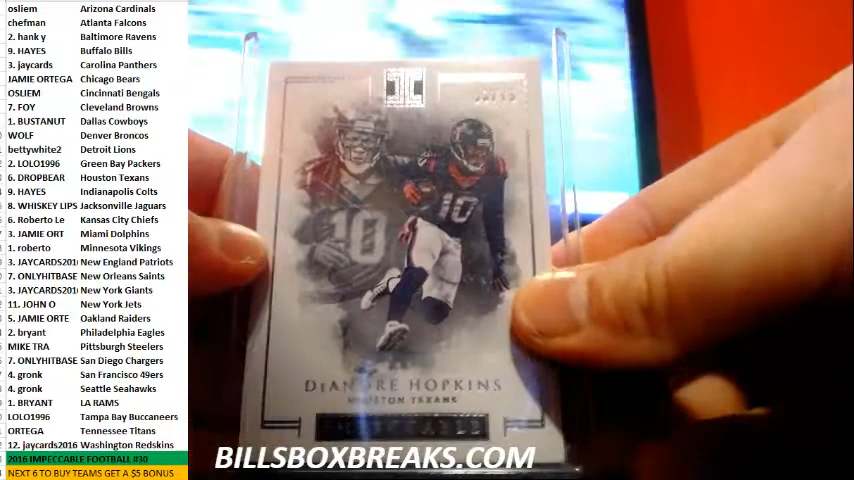 osliem Arizona Cardinals
chefman Atlanta Falcons
2. hank y Baltimore Ravens
9. HAYES Buffalo Bills
3. jaycards Carolina Panthers
JAMIE ORTEGA Chicago Bears
OSLIEM Cincinnati Bengals
7. FOY Cleveland Browns
1. BUSTANUT Dallas Cowboys
WOLF Denver Broncos
bettywhite2 Detroit Lions
2. LOLO1996 Green Bay Packers
6. DROPBEAR Houston Texans
9. HAYES Indianapolis Colts
8. WHISKEY LIPS Jacksonville Jaguars
6. Roberto Le Kansas City Chiefs
3. JAMIE ORT Miami Dolphins
1. roberto Minnesota Vikings
3. JAYCARDS201 New England Patriots
7. ONLYHITBASE New Orleans Saints
3. JAYCARDS201 New York Giants
11. JOHN O New York Jets
5. JAMIE ORTE Oakland Raiders
2. bryant Philadelphia Eagles
MIKE TRA Pittsburgh Steelers
7. ONLYHITBASE San Diego Chargers
4. gronk San Francisco 49ers
4. gronk Seattle Seahawks
1. BRYANT LA RAMS
LOLO1996 Tampa Bay Buccaneers
ORTEGA Tennessee Titans
12. jaycards2016 Washington Redskins
2016 IMPECCABLE FOOTBALL #30
NEXT 6 TO BUY TEAMS GET A $5 BONUS
10
10
DEANDRE HOPKINS
HOUSTON TEXANS
BILLSBOXBREAKS.COM